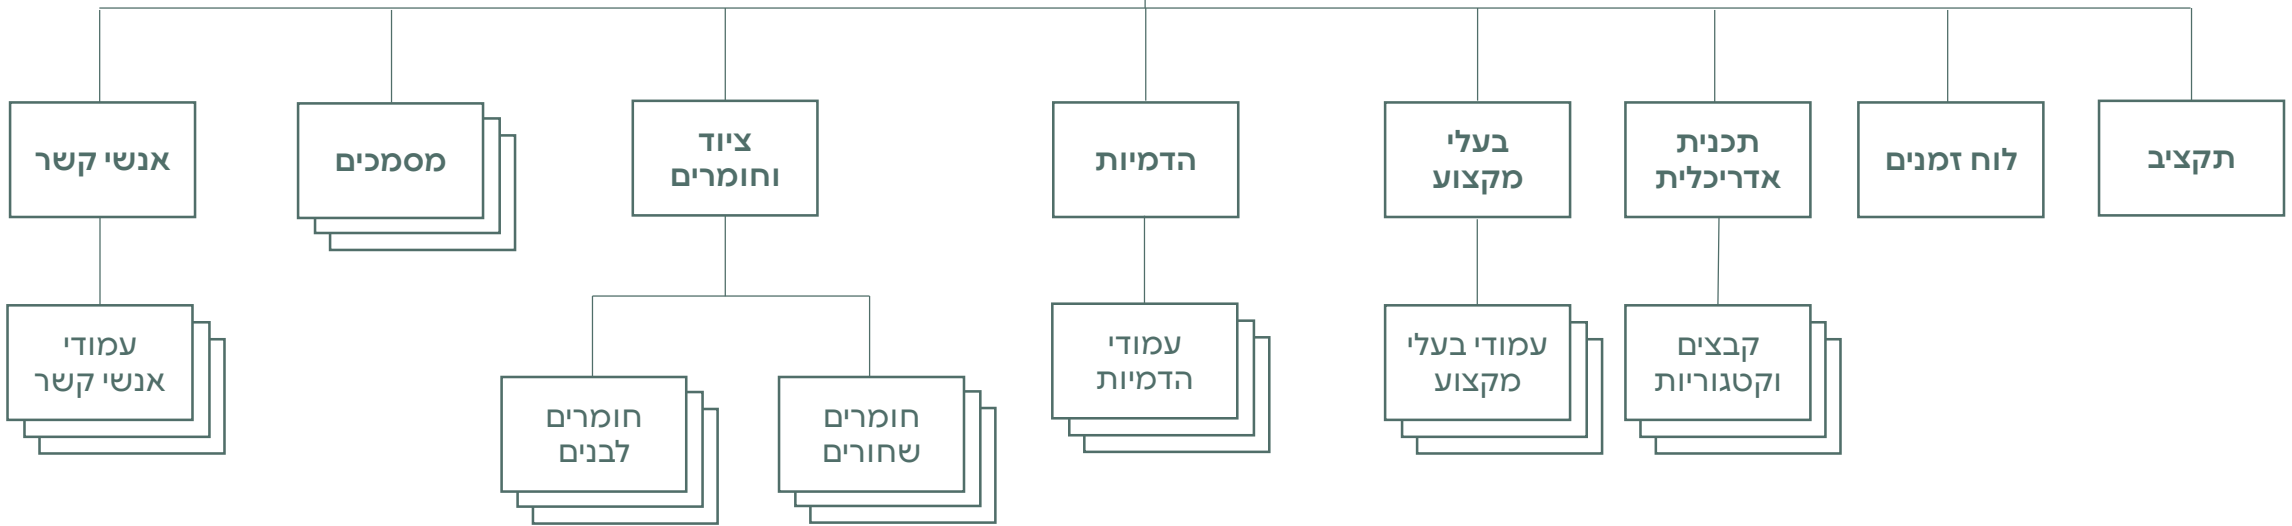 תקציב
לוח זמנים
תכנית
אדריכלית
בעלי
מקצוע
הדמיות
ציוד
וחומרים
מסמכים
אנשי קשר
קבצים
וקטגוריות
עמודי בעלי
מקצוע
עמודי
הדמיות
חומרים
שחורים
חומרים
לבנים
עמודי
אנשי קשר